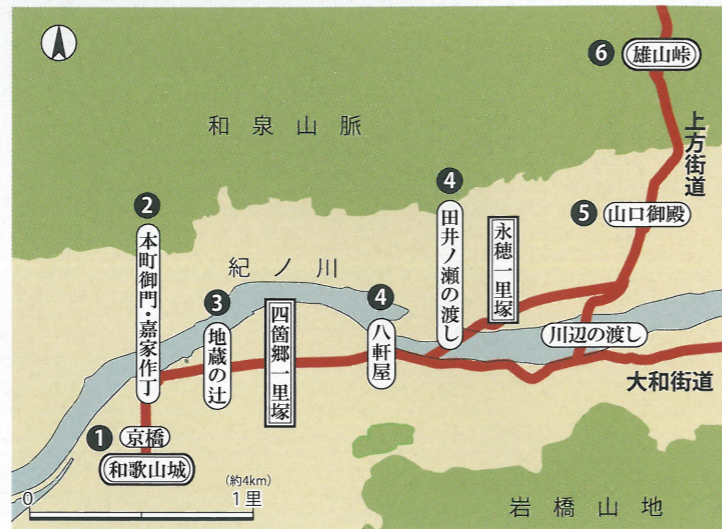 6 雄山峠
上方街道
和泉山脈
2 本町御門・嘉家作丁
4 田井ノ瀬の渡し
永穂一里塚
5 山口御殿
紀ノ川
3 地蔵の辻
四箇郷一里塚
4 八軒屋
川辺の渡し
大和街道
1 京橋
和歌山城
(約4km)
0 1里
岩橋山地